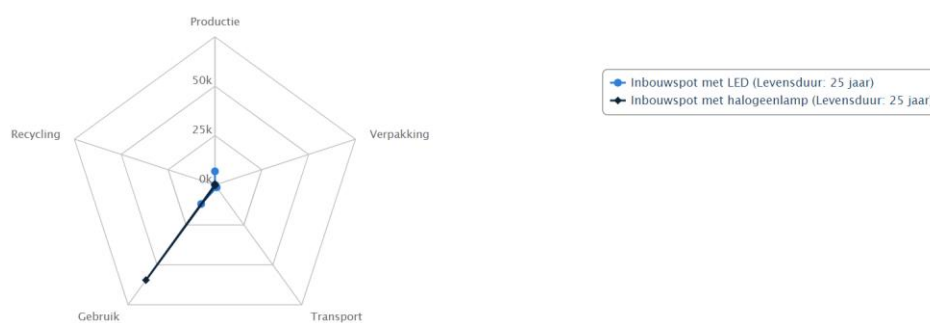 Productie
50k
25k
0k
Recycling
Verpakking
Gebruik
Transport
Inbouwspot met LED (Levensduur: 25 jaar)
Inbouwspot met halogeenlamp (Levensduur: 25 jaar